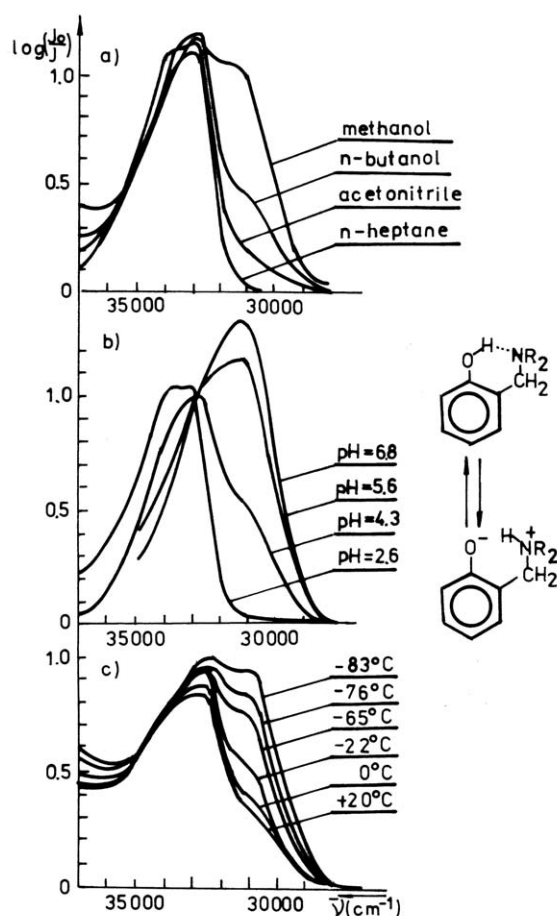 log(J₀/J)
a)
1.0
0.5
0
methanol
n-butanol
acetonitrile
n-heptane
35000 30000
b)
1.0
0.5
0
pH=6.8
pH=5.6
pH=4.3
pH=2.6
35000 30000
c)
1.0
0.5
0
-83°C
-76°C
-65°C
-22°C
0°C
+20°C
35000 30000 ν̅(cm⁻¹)
O H NR₂
CH₂
O⁻ H N⁺R₂
CH₂